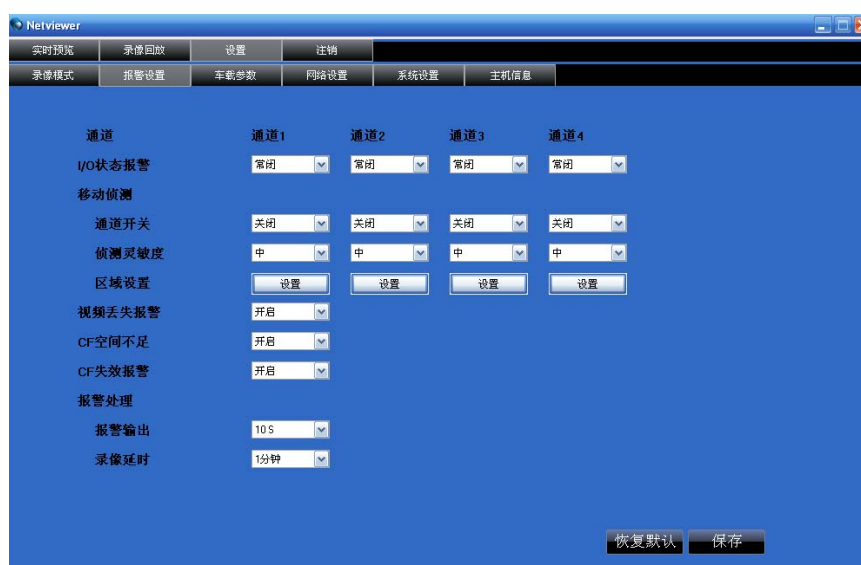 Netviewer
实时预览 录像回放 设置 注销
录像模式 报警设置 车载参数 网络设置 系统设置 主机信息
通道 通道1 通道2 通道3 通道4
I/O状态报警 常闭 常闭 常闭 常闭
移动侦测
通道开关 关闭 关闭 关闭 关闭
侦测灵敏度 中 中 中 中
区域设置 设置 设置 设置 设置
视频丢失报警 开启
CF空间不足 开启
CF失效报警 开启
报警处理
报警输出 10 S
录像延时 1分钟
恢复默认 保存